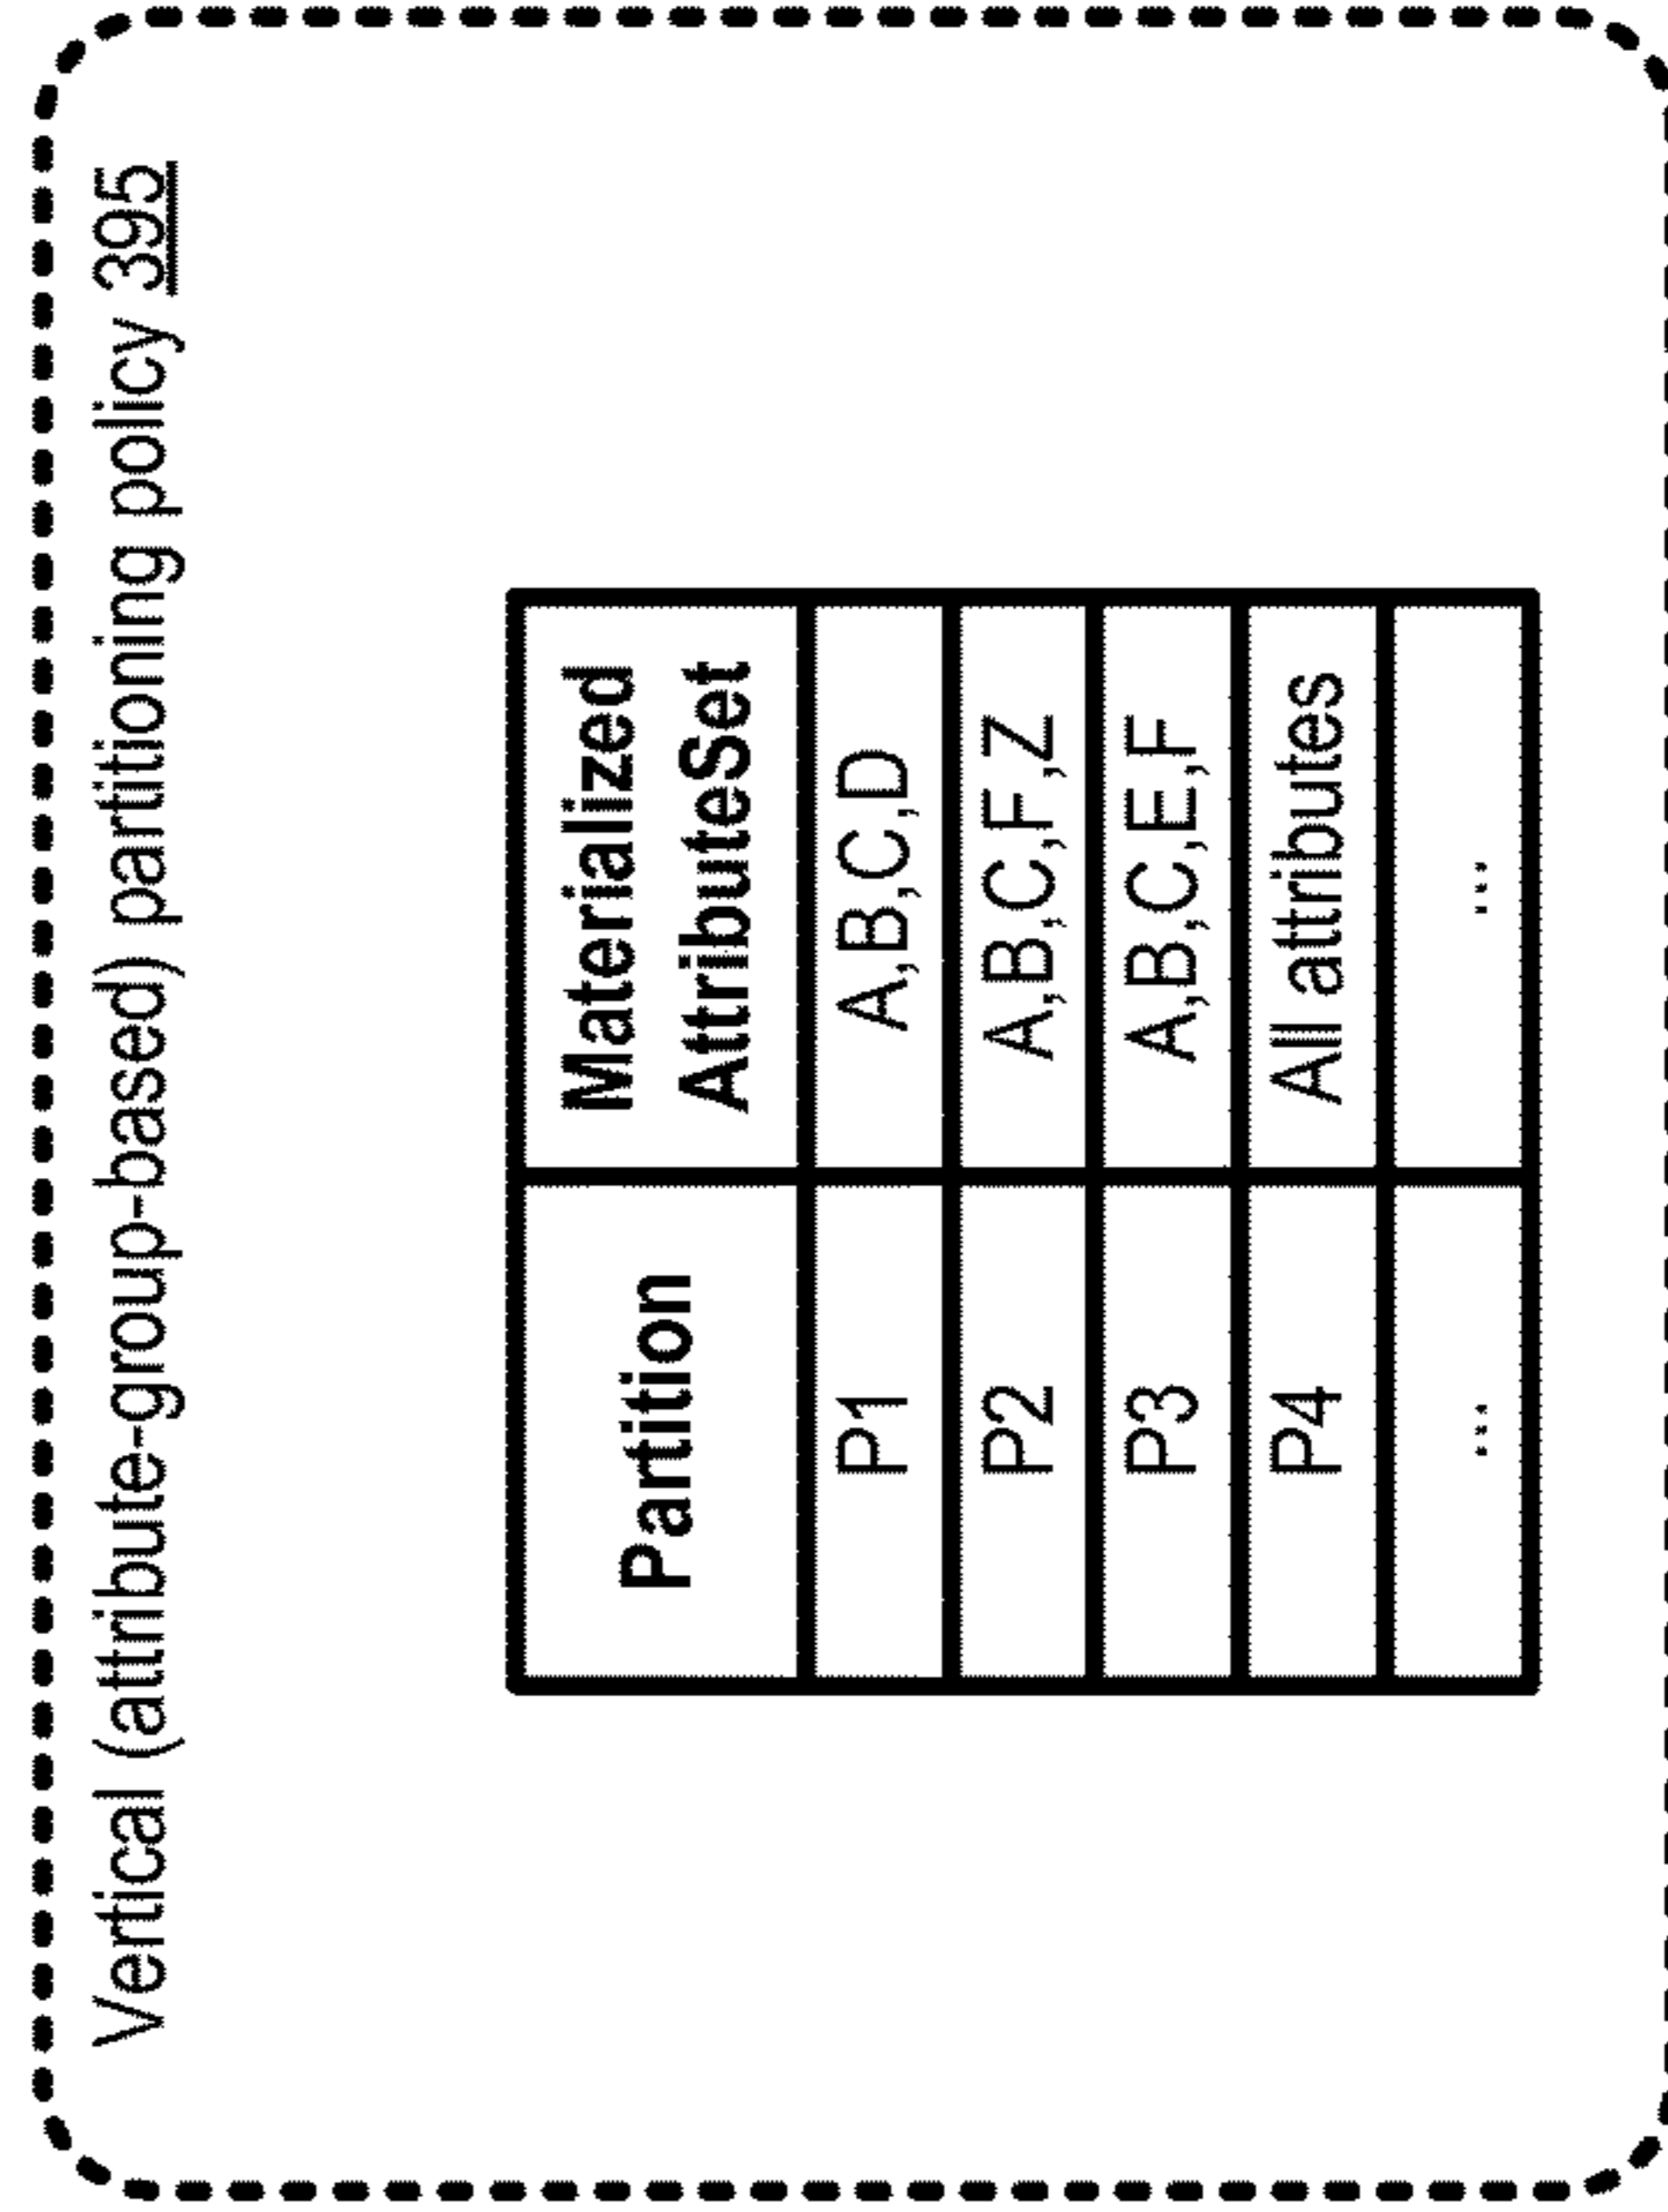 Vertical (attribute-group-based) partitioning policy 395
Partition
Materialized
AttributeSet
P1
A,B,C,D
P2
A,B,C,F,Z
P3
A,B,C,E,F
P4
All attributes
...
...